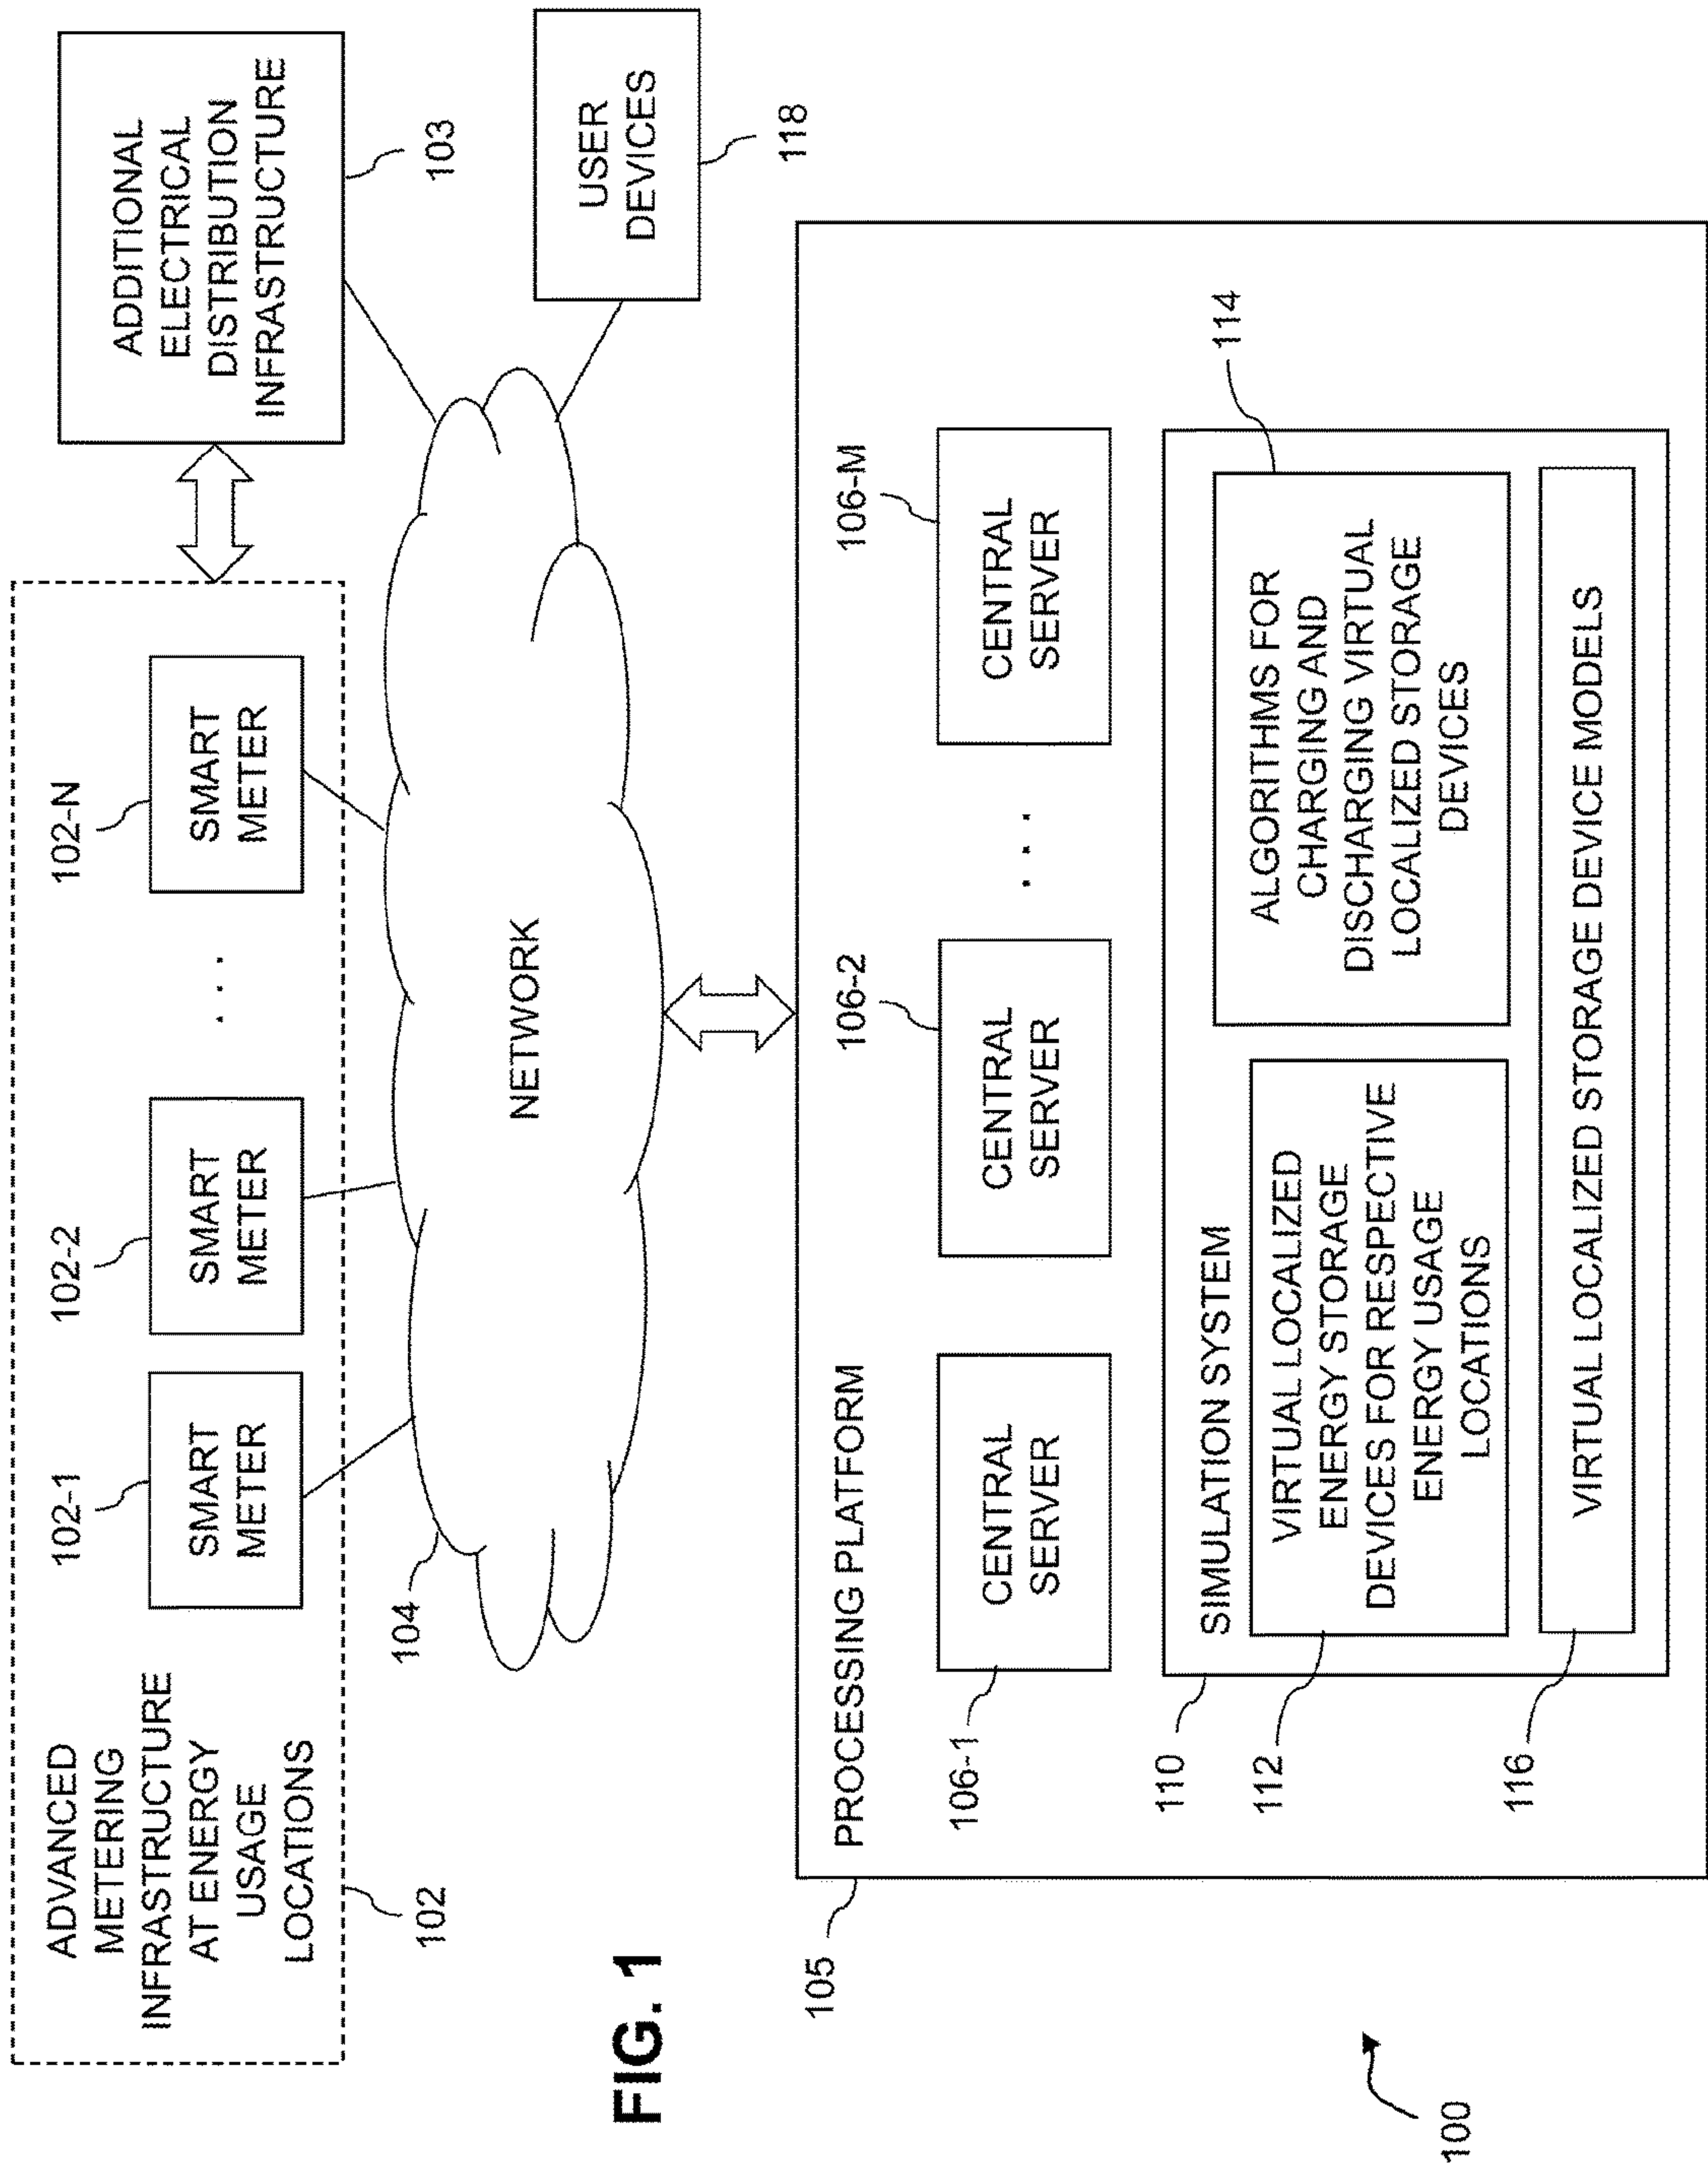 ADVANCED
METERING
INFRASTRUCTURE
AT ENERGY
USAGE
LOCATIONS
102
102-1
SMART
METER
102-2
SMART
METER
. . .
102-N
SMART
METER
ADDITIONAL
ELECTRICAL
DISTRIBUTION
INFRASTRUCTURE
103
104
NETWORK
USER
DEVICES
118
FIG. 1
105
PROCESSING PLATFORM
106-1
CENTRAL
SERVER
106-2
CENTRAL
SERVER
. . .
106-M
CENTRAL
SERVER
110
SIMULATION SYSTEM
112
VIRTUAL LOCALIZED
ENERGY STORAGE
DEVICES FOR RESPECTIVE
ENERGY USAGE
LOCATIONS
114
ALGORITHMS FOR
CHARGING AND
DISCHARGING VIRTUAL
LOCALIZED STORAGE
DEVICES
116
VIRTUAL LOCALIZED STORAGE DEVICE MODELS
100